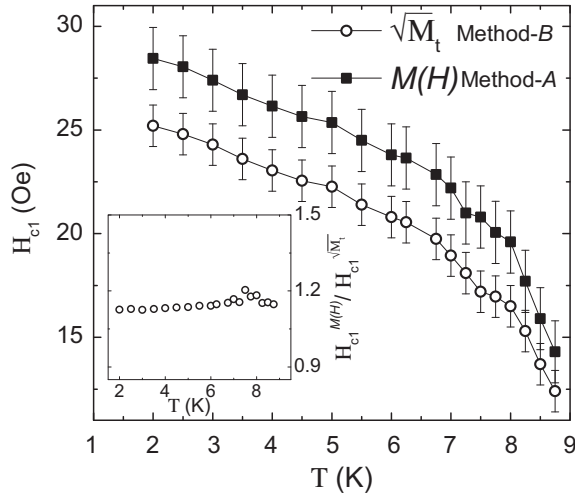 30
25
20
15
H_c1 (Oe)
√M_t Method-B
M(H) Method-A
1.5
1.2
0.9
H_c1^M(H) / H_c1^√M_t
2 4 6 8
T (K)
1 2 3 4 5 6 7 8 9
T (K)